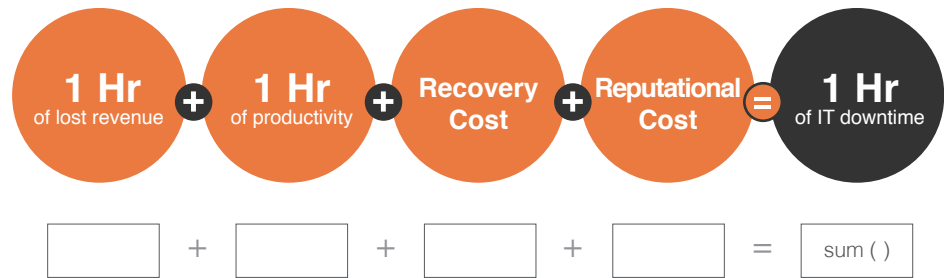 1 Hr
of lost revenue
+
1 Hr
of productivity
+
Recovery
Cost
+
Reputational
Cost
=
1 Hr
of IT downtime
+ + + = sum ( )